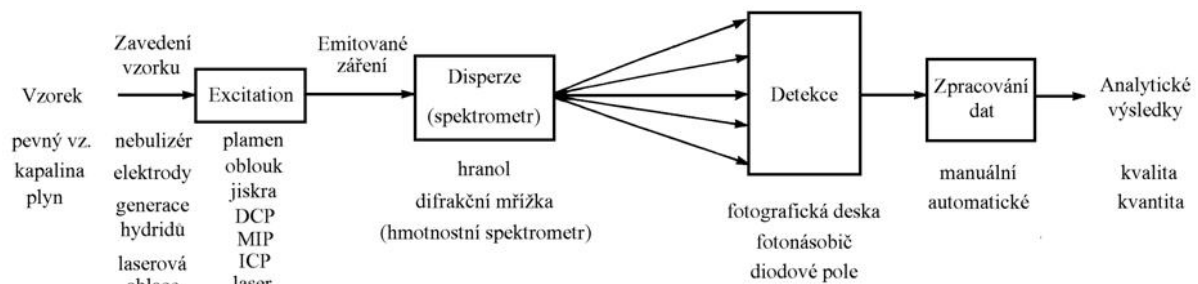 Vzorek
pevný vz.
kapalina
plyn
Zavedení
vzorku
nebulizér
elektrody
generace
hydridů
laserová
Excitation
plamen
oblouk
jiskra
DCP
MIP
ICP
laser
Emitované
záření
Disperze
(spektrometr)
hranol
difrakční mřížka
(hmotnostní spektrometr)
Detekce
fotografická deska
fotonásobič
diodové pole
Zpracování
dat
manuální
automatické
Analytické
výsledky
kvalita
kvantita